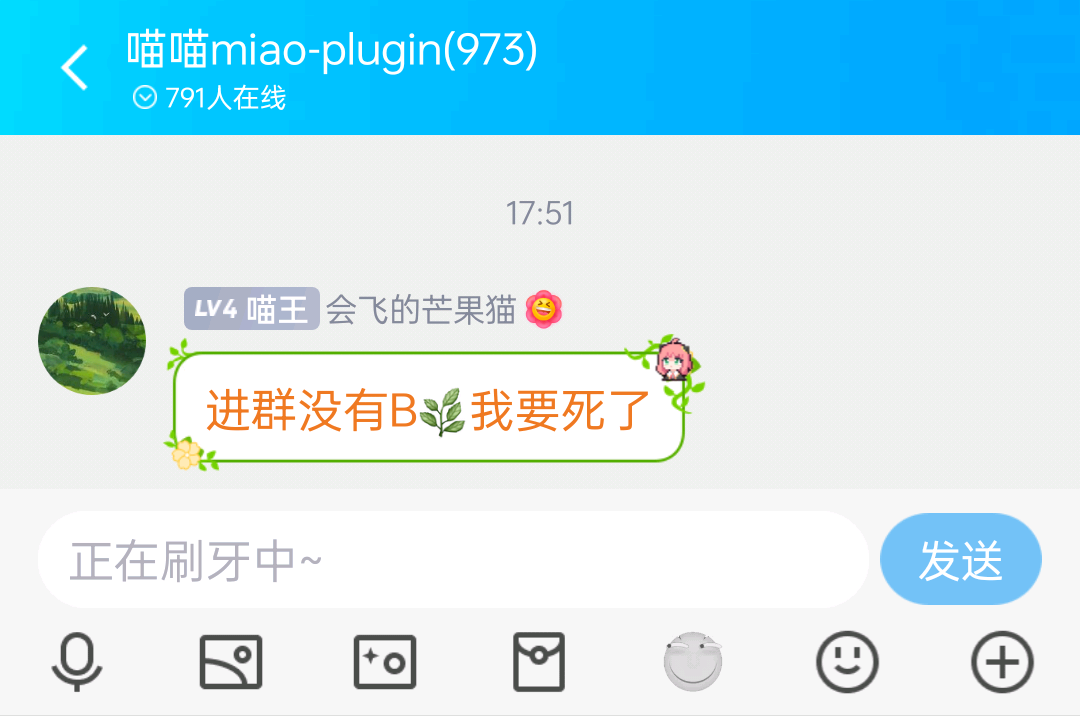 喵喵miao-plugin(973)
791人在线
17:51
LV4 喵王 会飞的芒果猫
进群没有B🌿我要死了
正在刷牙中~
发送